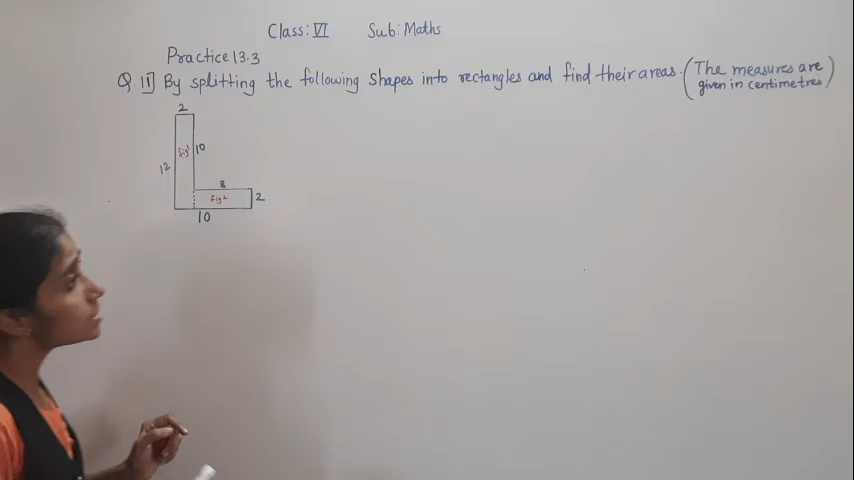 Class: VI Sub: Maths
Practice 13.3
Q. 11] By splitting the following shapes into rectangles and find their areas. (The measures are
given in centimetres)
2
fig1 10
12
8
fig2 2
10